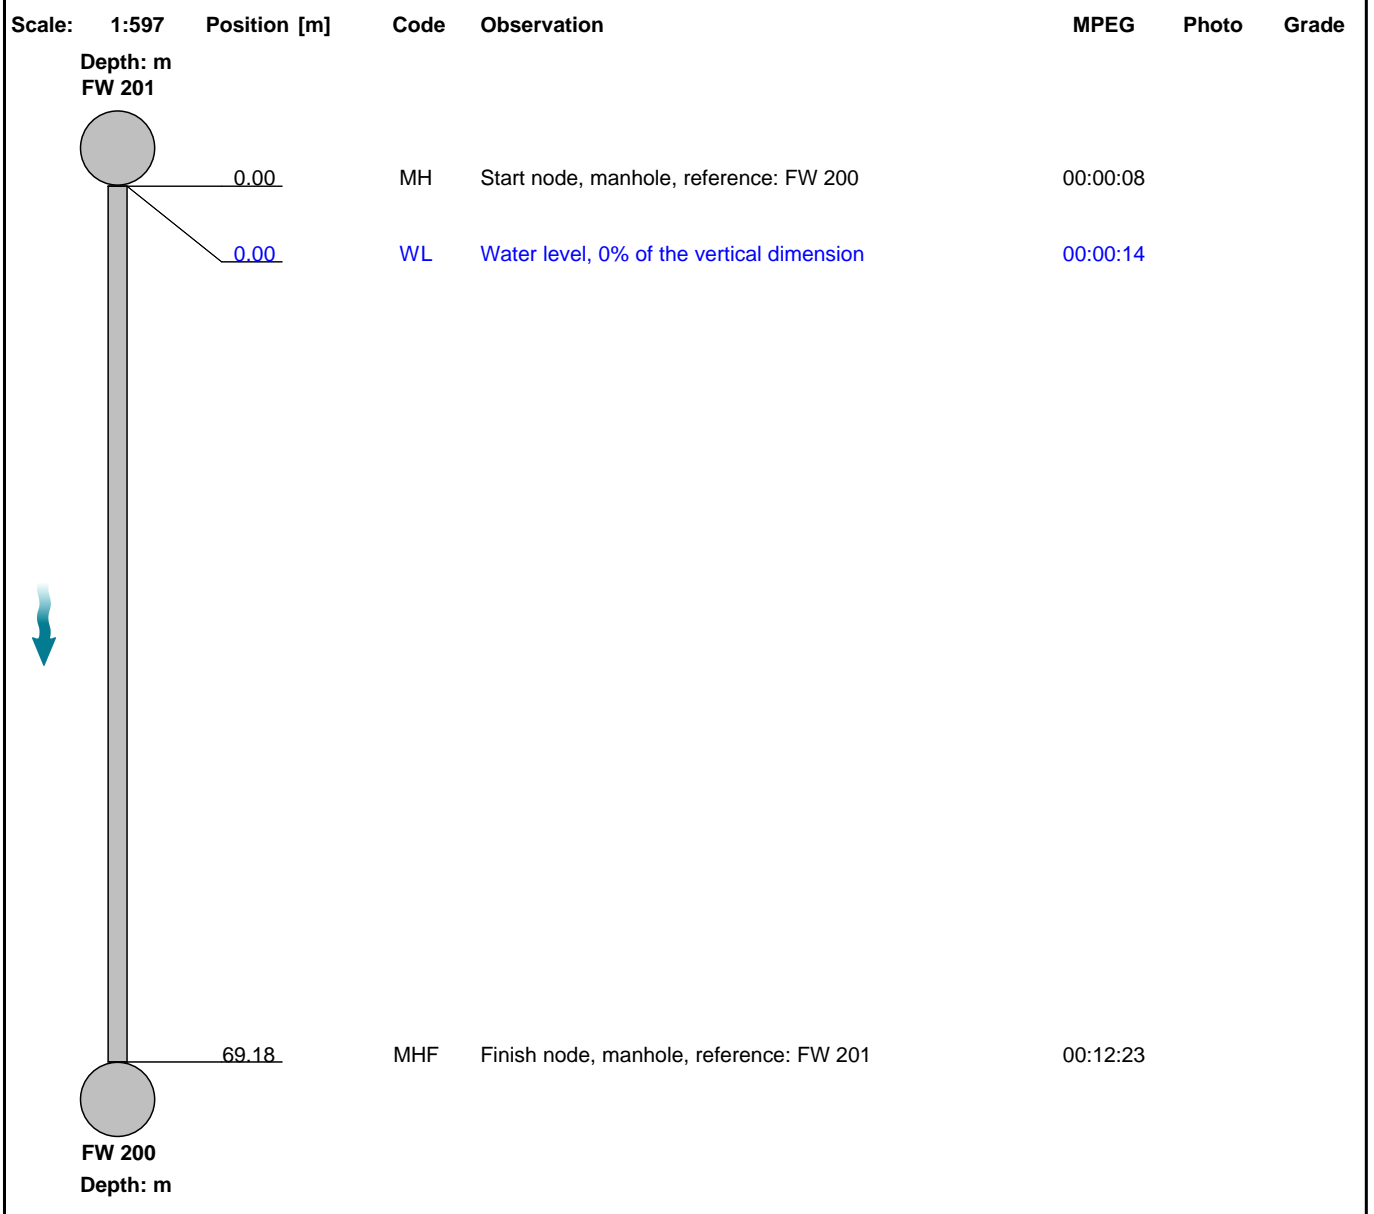 Scale: 1:597 Position [m] Code Observation MPEG Photo Grade
Depth: m
FW 201
0.00 MH Start node, manhole, reference: FW 200 00:00:08
0.00 WL Water level, 0% of the vertical dimension 00:00:14
69.18 MHF Finish node, manhole, reference: FW 201 00:12:23
FW 200
Depth: m